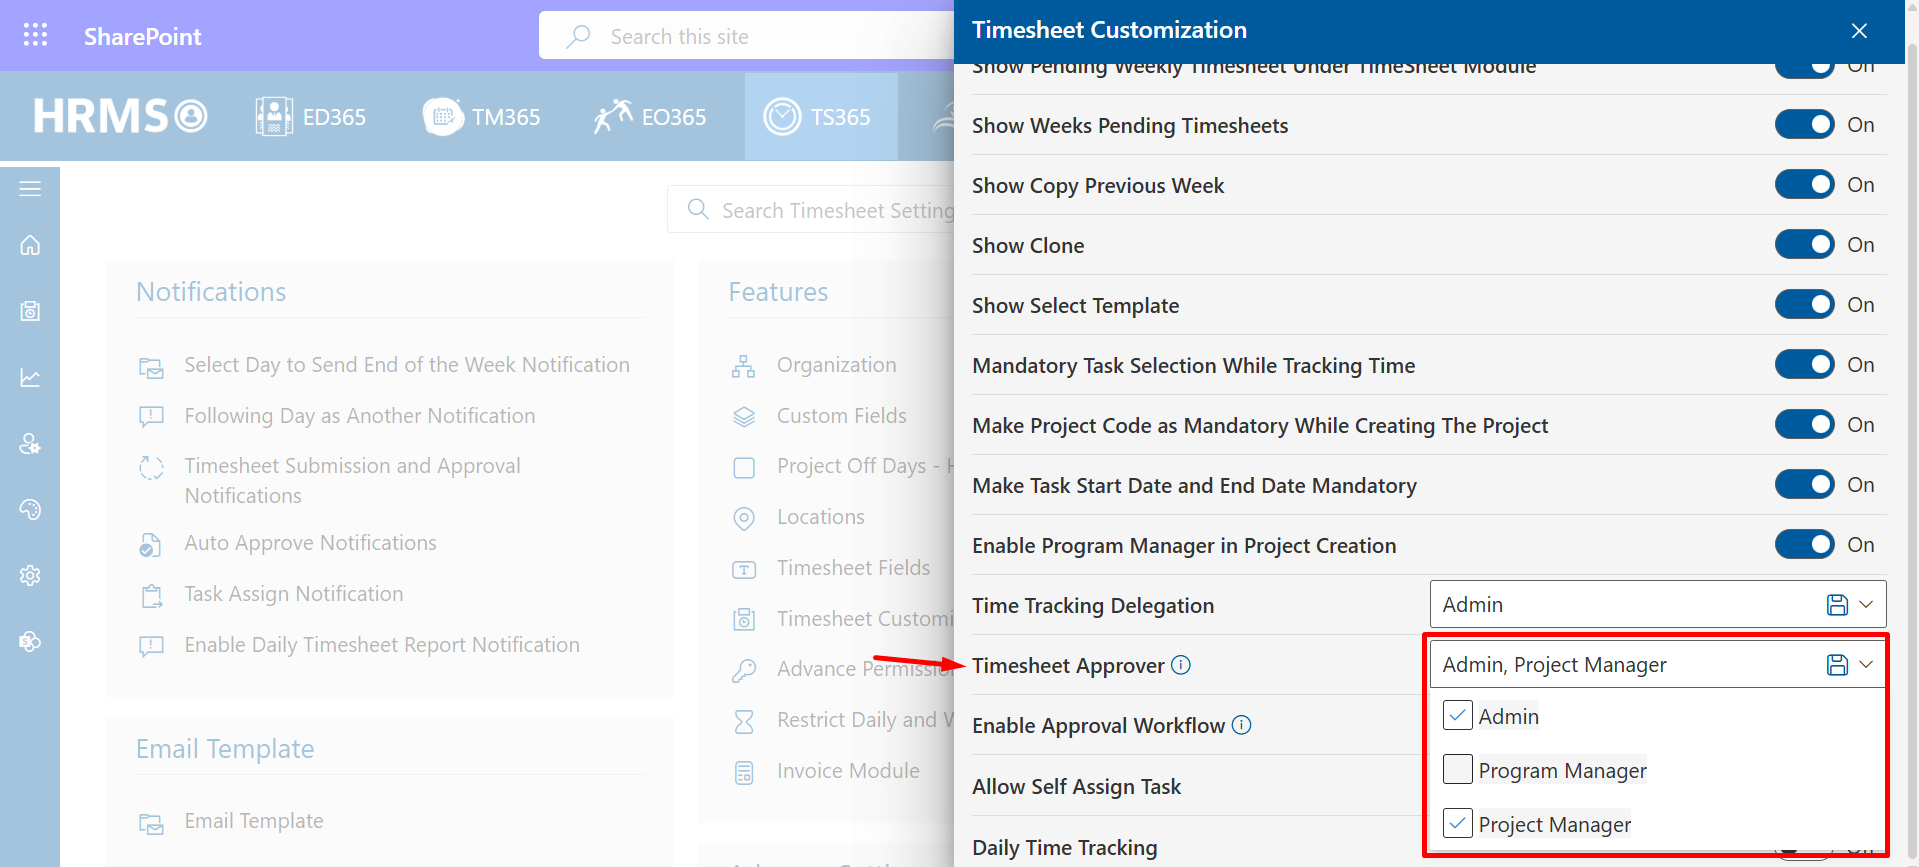 SharePoint
Search this site
HRMS
ED365
TM365
EO365
TS365
Search Timesheet Setting
Notifications
Select Day to Send End of the Week Notification
Following Day as Another Notification
Timesheet Submission and Approval
Notifications
Auto Approve Notifications
Task Assign Notification
Enable Daily Timesheet Report Notification
Email Template
Email Template
Features
Organization
Custom Fields
Project Off Days - H
Locations
Timesheet Fields
Timesheet Customi
Advance Permissio
Restrict Daily and W
Invoice Module
Timesheet Customization
Show Pending Weekly Timesheet Under TimeSheet Module On
Show Weeks Pending Timesheets On
Show Copy Previous Week On
Show Clone On
Show Select Template On
Mandatory Task Selection While Tracking Time On
Make Project Code as Mandatory While Creating The Project On
Make Task Start Date and End Date Mandatory On
Enable Program Manager in Project Creation On
Time Tracking Delegation Admin
Timesheet Approver Admin, Project Manager
Admin
Program Manager
Project Manager
Enable Approval Workflow
Allow Self Assign Task
Daily Time Tracking